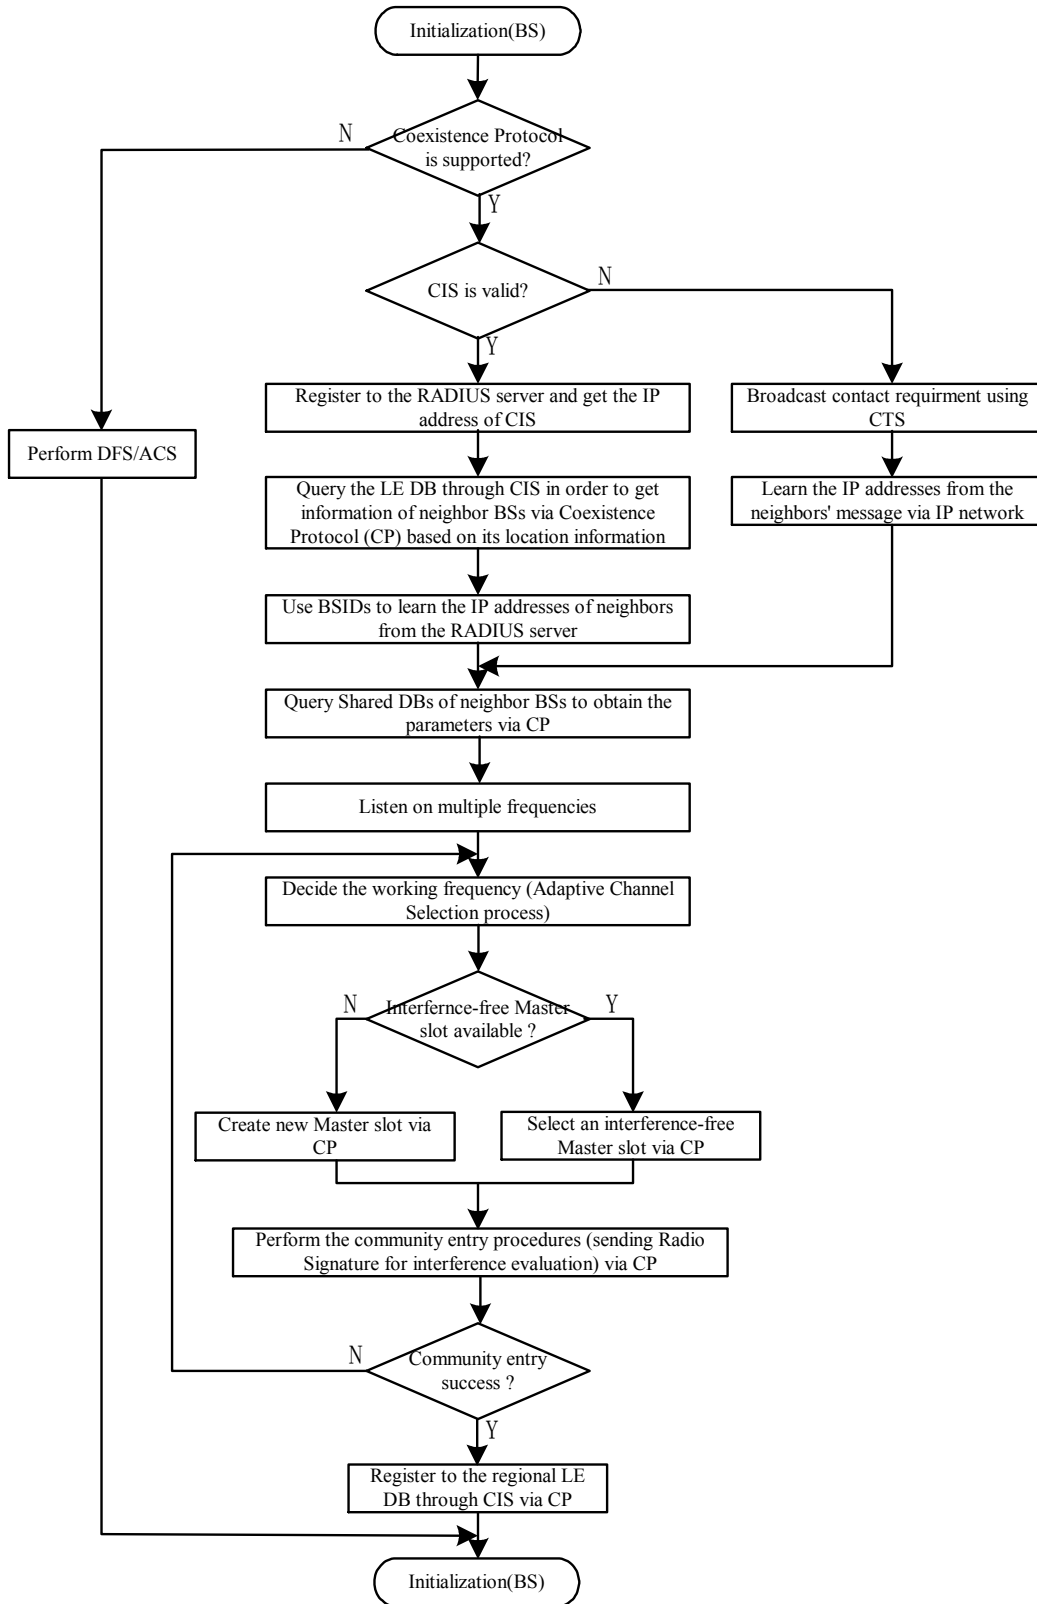 Initialization(BS)
Coexistence Protocol
is supported?
N
Y
CIS is valid?
N
Y
Register to the RADIUS server and get the IP
address of CIS
Broadcast contact requirment using
CTS
Perform DFS/ACS
Query the LE DB through CIS in order to get
information of neighbor BSs via Coexistence
Protocol (CP) based on its location information
Learn the IP addresses from the
neighbors' message via IP network
Use BSIDs to learn the IP addresses of neighbors
from the RADIUS server
Query Shared DBs of neighbor BSs to obtain the
parameters via CP
Listen on multiple frequencies
Decide the working frequency (Adaptive Channel
Selection process)
N
Interfernce-free Master
slot available ?
Y
Create new Master slot via
CP
Select an interference-free
Master slot via CP
Perform the community entry procedures (sending Radio
Signature for interference evaluation) via CP
N
Community entry
success ?
Y
Register to the regional LE
DB through CIS via CP
Initialization(BS)